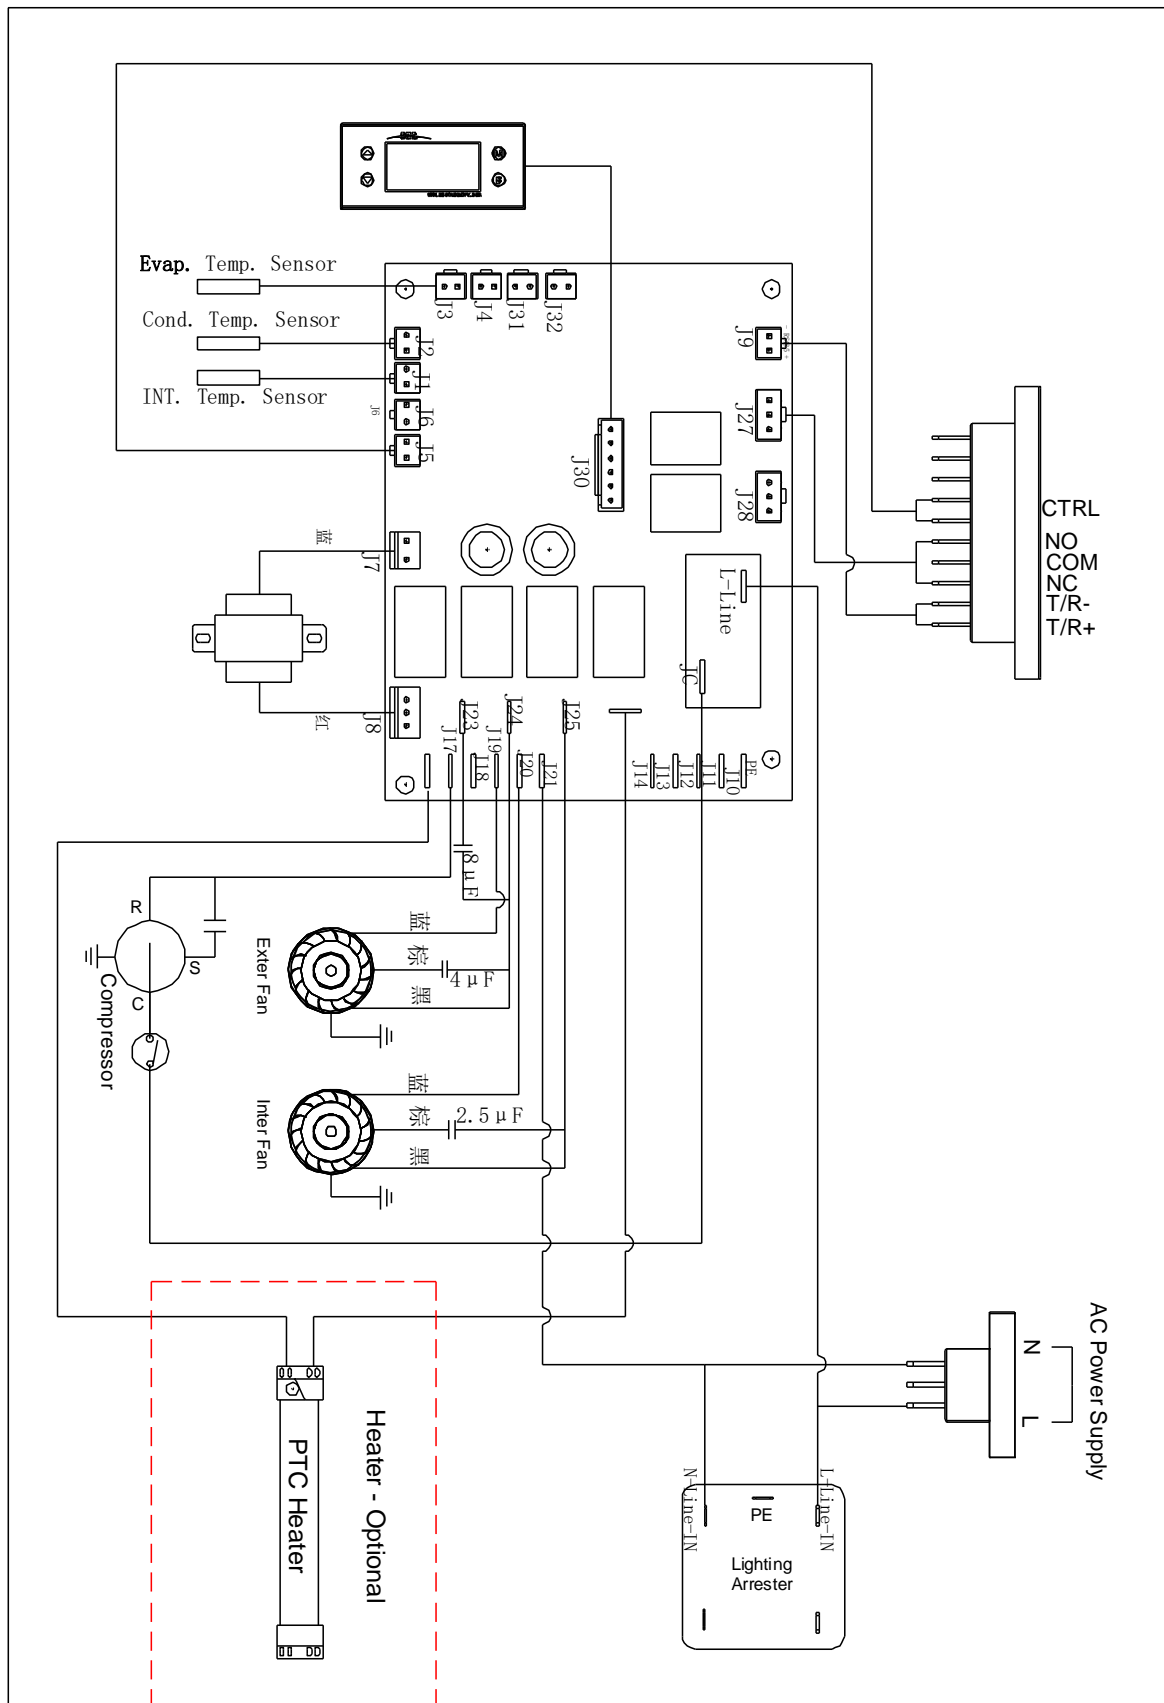 Evap. Temp. Sensor
Cond. Temp. Sensor
INT. Temp. Sensor
J3
J4
J31
J32
J2
J1
J6
J6
J5
J9
J27
J28
J30
CTRL
NO
COM
NC
T/R-
T/R+
蓝
J7
L-Line
JC
红
J8
J23
J24
J25
J17
J18
J19
J20
J21
J14
J13
J12
J11
J10
PE
8μF
R
S
C
Compressor
Exter Fan
蓝
棕
4μF
黑
Inter Fan
蓝
棕
2.5μF
黑
AC Power Supply
N
L
Heater - Optional
PTC Heater
N-Line-IN
L-Line-IN
PE
Lighting
Arrester